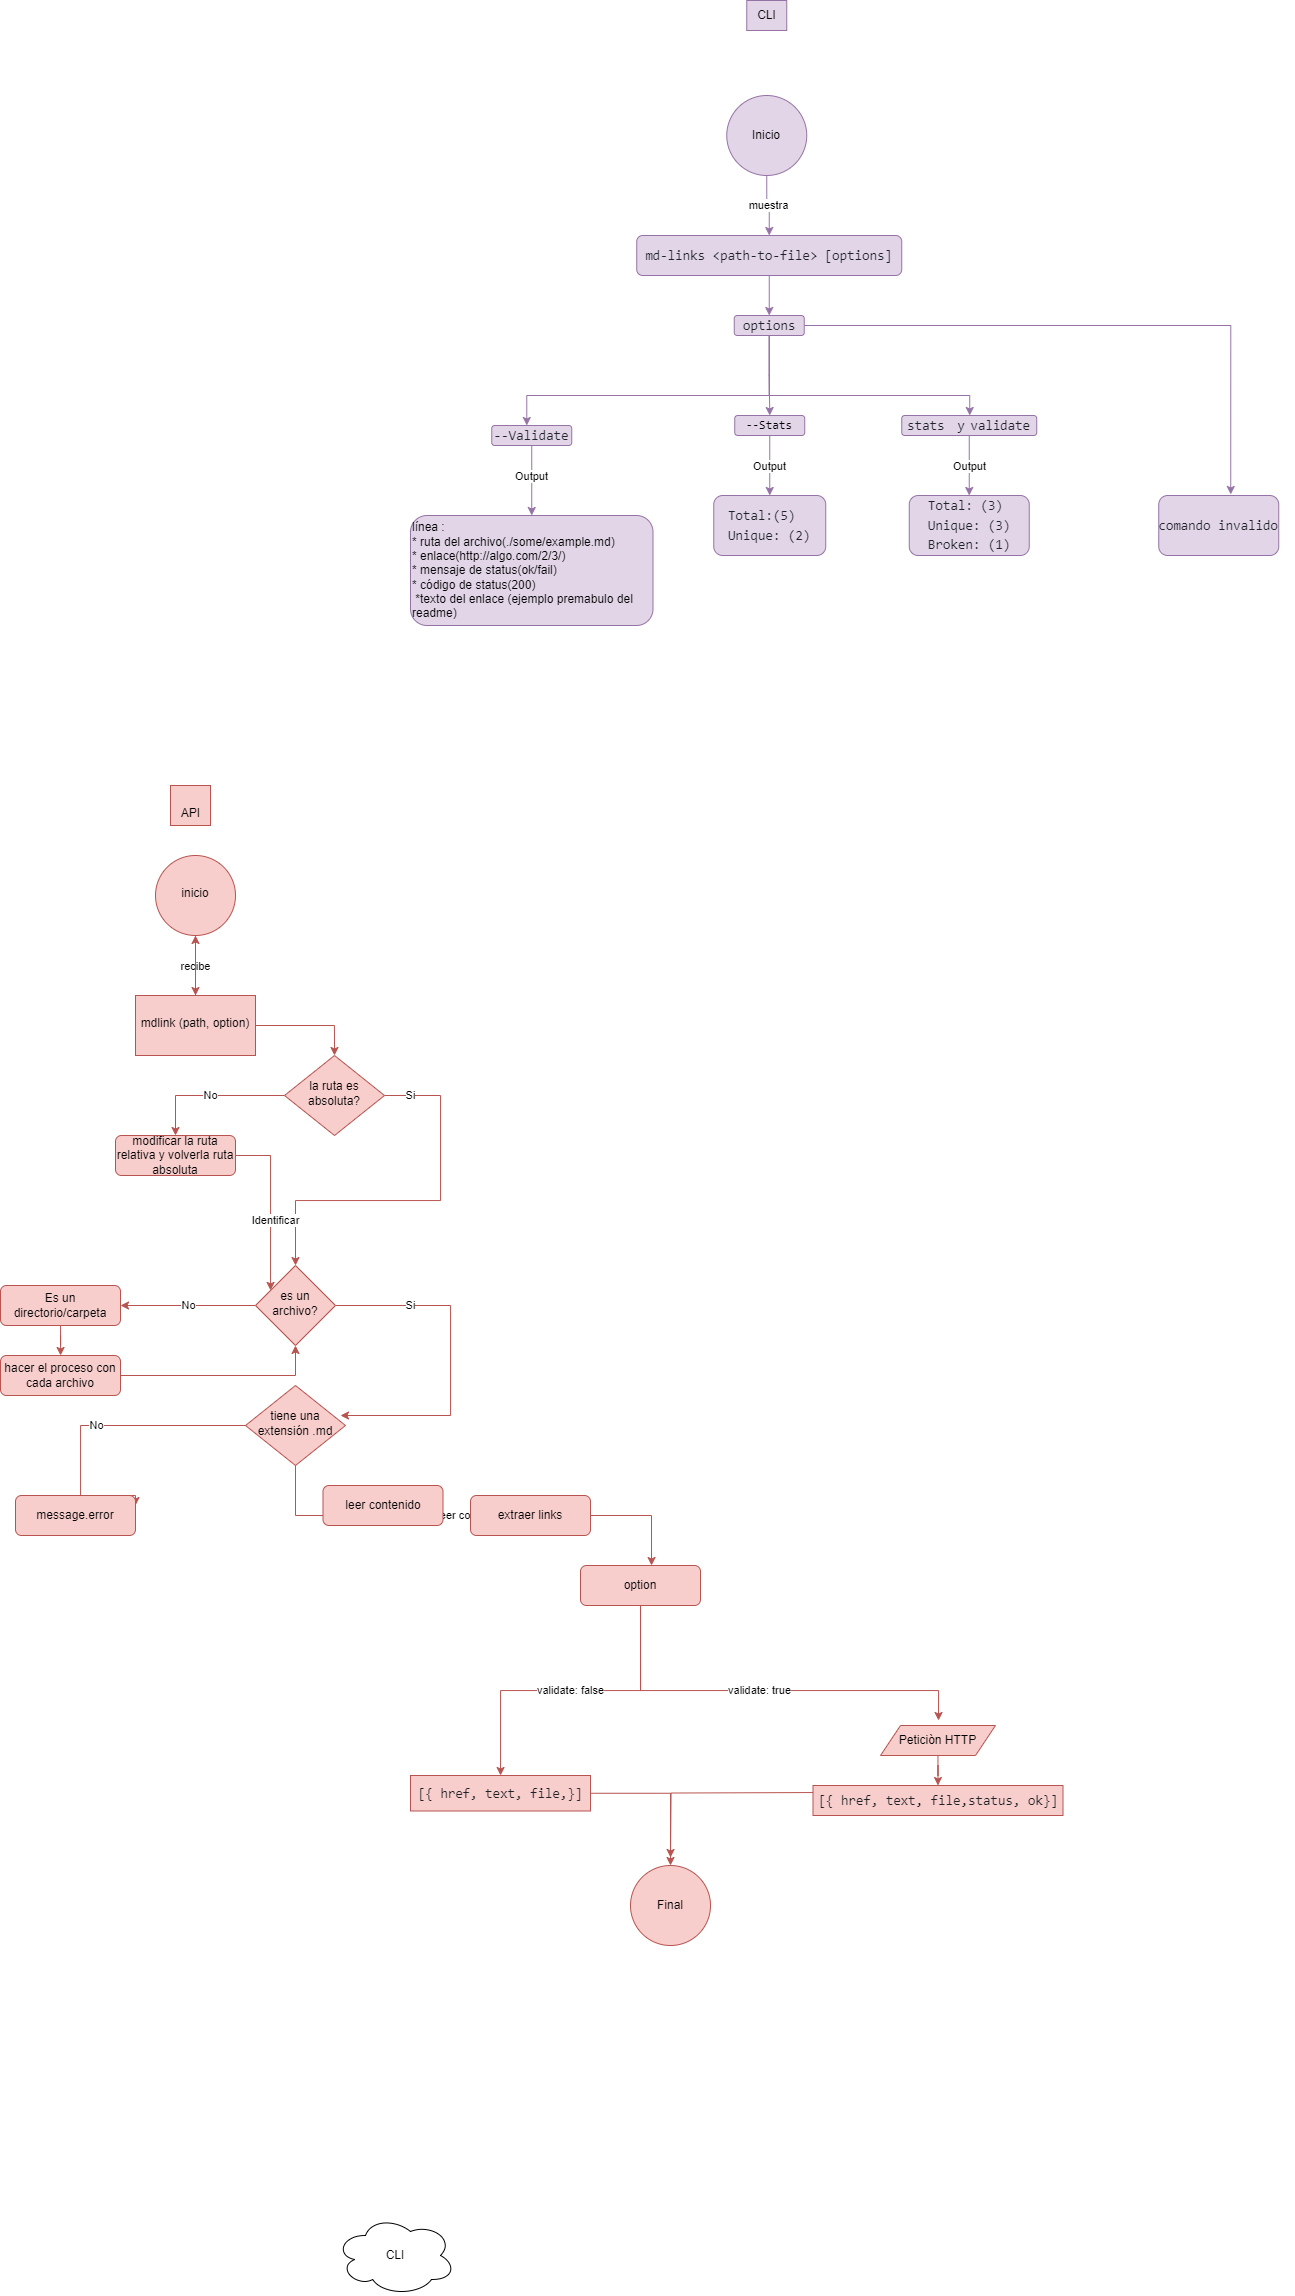 CLI
Inicio
muestra
md-links <path-to-file> [options]
options
--Validate
--Stats
stats y validate
Output
Output
Output
línea :
* ruta del archivo(./some/example.md)
* enlace(http://algo.com/2/3/)
* mensaje de status(ok/fail)
* código de status(200)
*texto del enlace (ejemplo premabulo del
readme)
Total:(5)
Unique: (2)
Total: (3)
Unique: (3)
Broken: (1)
comando invalido
API
inicio
recibe
mdlink (path, option)
la ruta es
absoluta?
No
Si
modificar la ruta
relativa y volverla ruta
absoluta
Identificar
es un
archivo?
No
Si
Es un
directorio/carpeta
hacer el proceso con
cada archivo
tiene una
extensión .md
No
message.error
leer contenido
eer co
extraer links
option
validate: false
validate: true
Peticiòn HTTP
[{ href, text, file,}]
[{ href, text, file,status, ok}]
Final
CLI